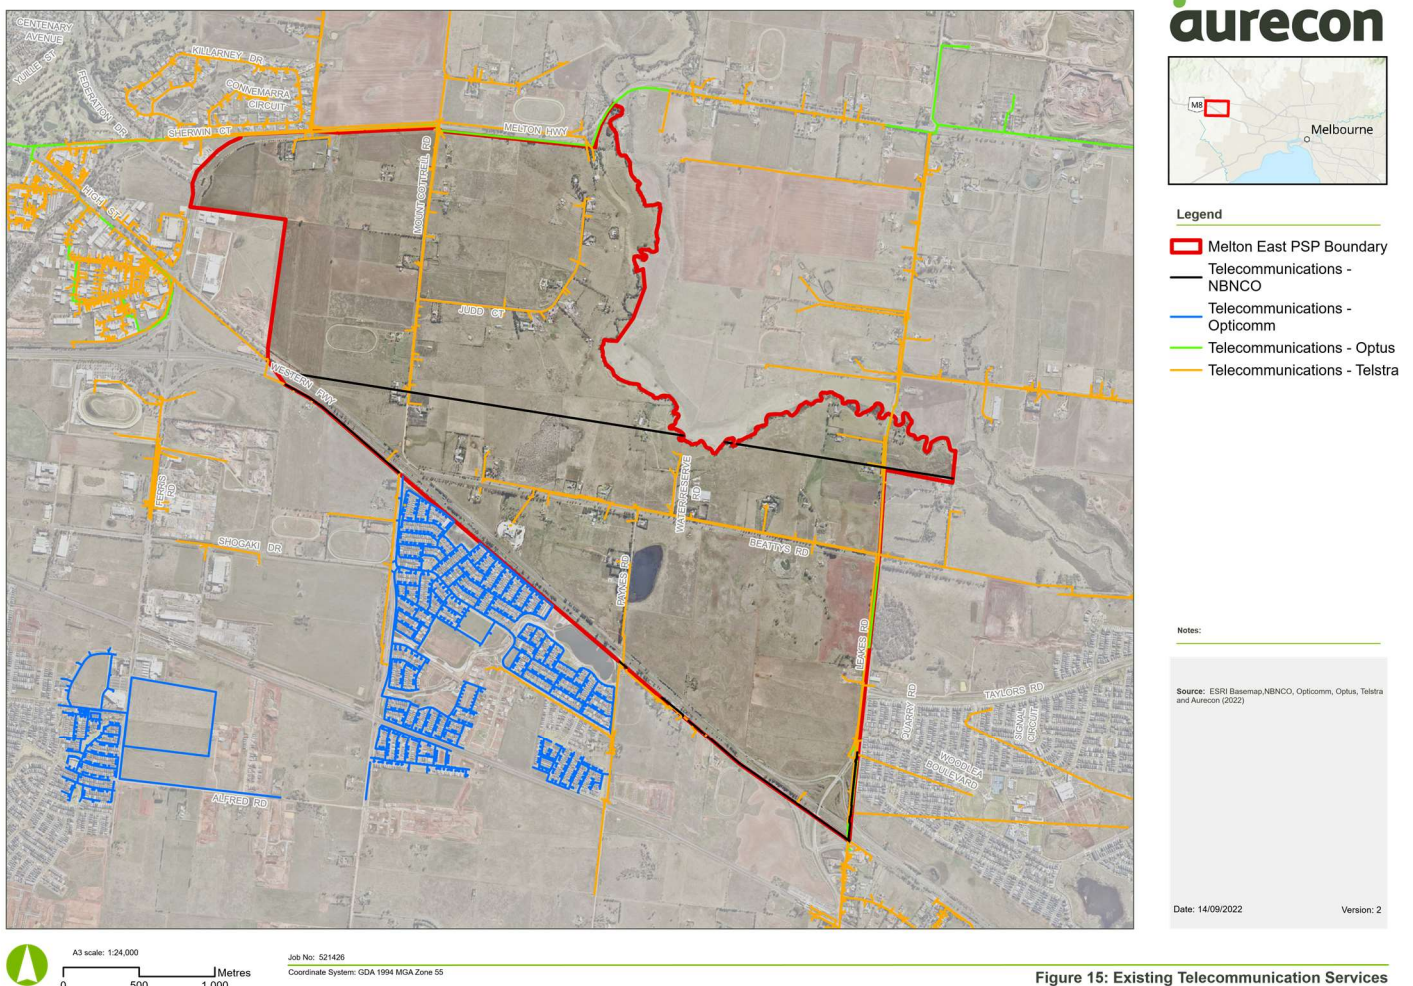 CENTENARY
AVENUE
YUILLE ST
FEDERATION DR
KILLARNEY DR
CONNEMARRA
CIRCUIT
SHERWIN CT
MELTON HWY
HIGH ST
MOUNT COTTRELL RD
JUDD CT
WESTERN FWY
FERRIS
RD
SHOGAKI DR
WATER RESERVE
RD
BEATTYS RD
PAYNES RD
LEAKES RD
QUARRY RD
TAYLORS RD
SIGNAL
CIRCUIT
WOODLEA
BOULEVARD
ALFRED RD
aurecon
M8
Melbourne
Legend
Melton East PSP Boundary
Telecommunications -
NBNCO
Telecommunications -
Opticomm
Telecommunications - Optus
Telecommunications - Telstra
Notes:
Source: ESRI Basemap,NBNCO, Opticomm, Optus, Telstra
and Aurecon (2022)
Date: 14/09/2022
Version: 2
A3 scale: 1:24,000
Metres
0
500
1,000
Job No: 521426
Coordinate System: GDA 1994 MGA Zone 55
Figure 15: Existing Telecommunication Services